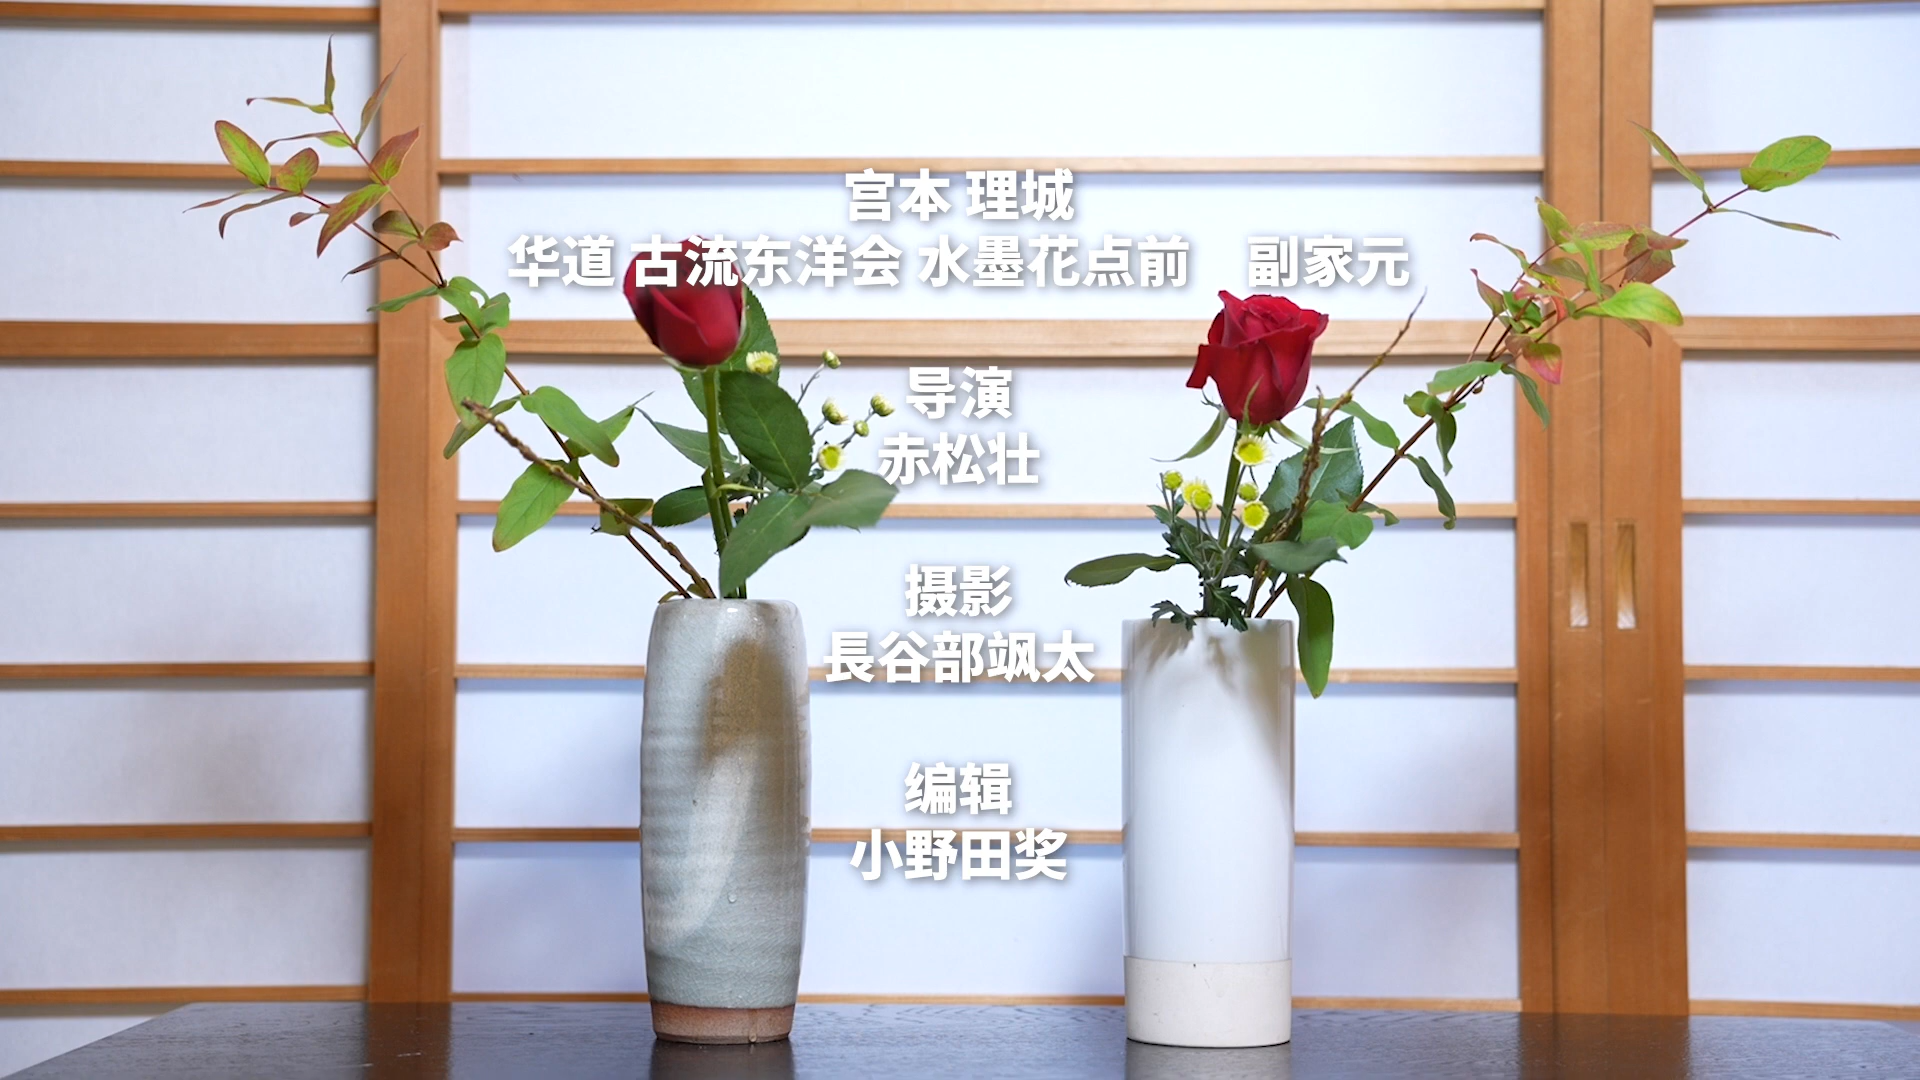 宫本 理城
华道 古流东洋会 水墨花点前　副家元
导演
赤松壮
摄影
長谷部飒太
编辑
小野田奖